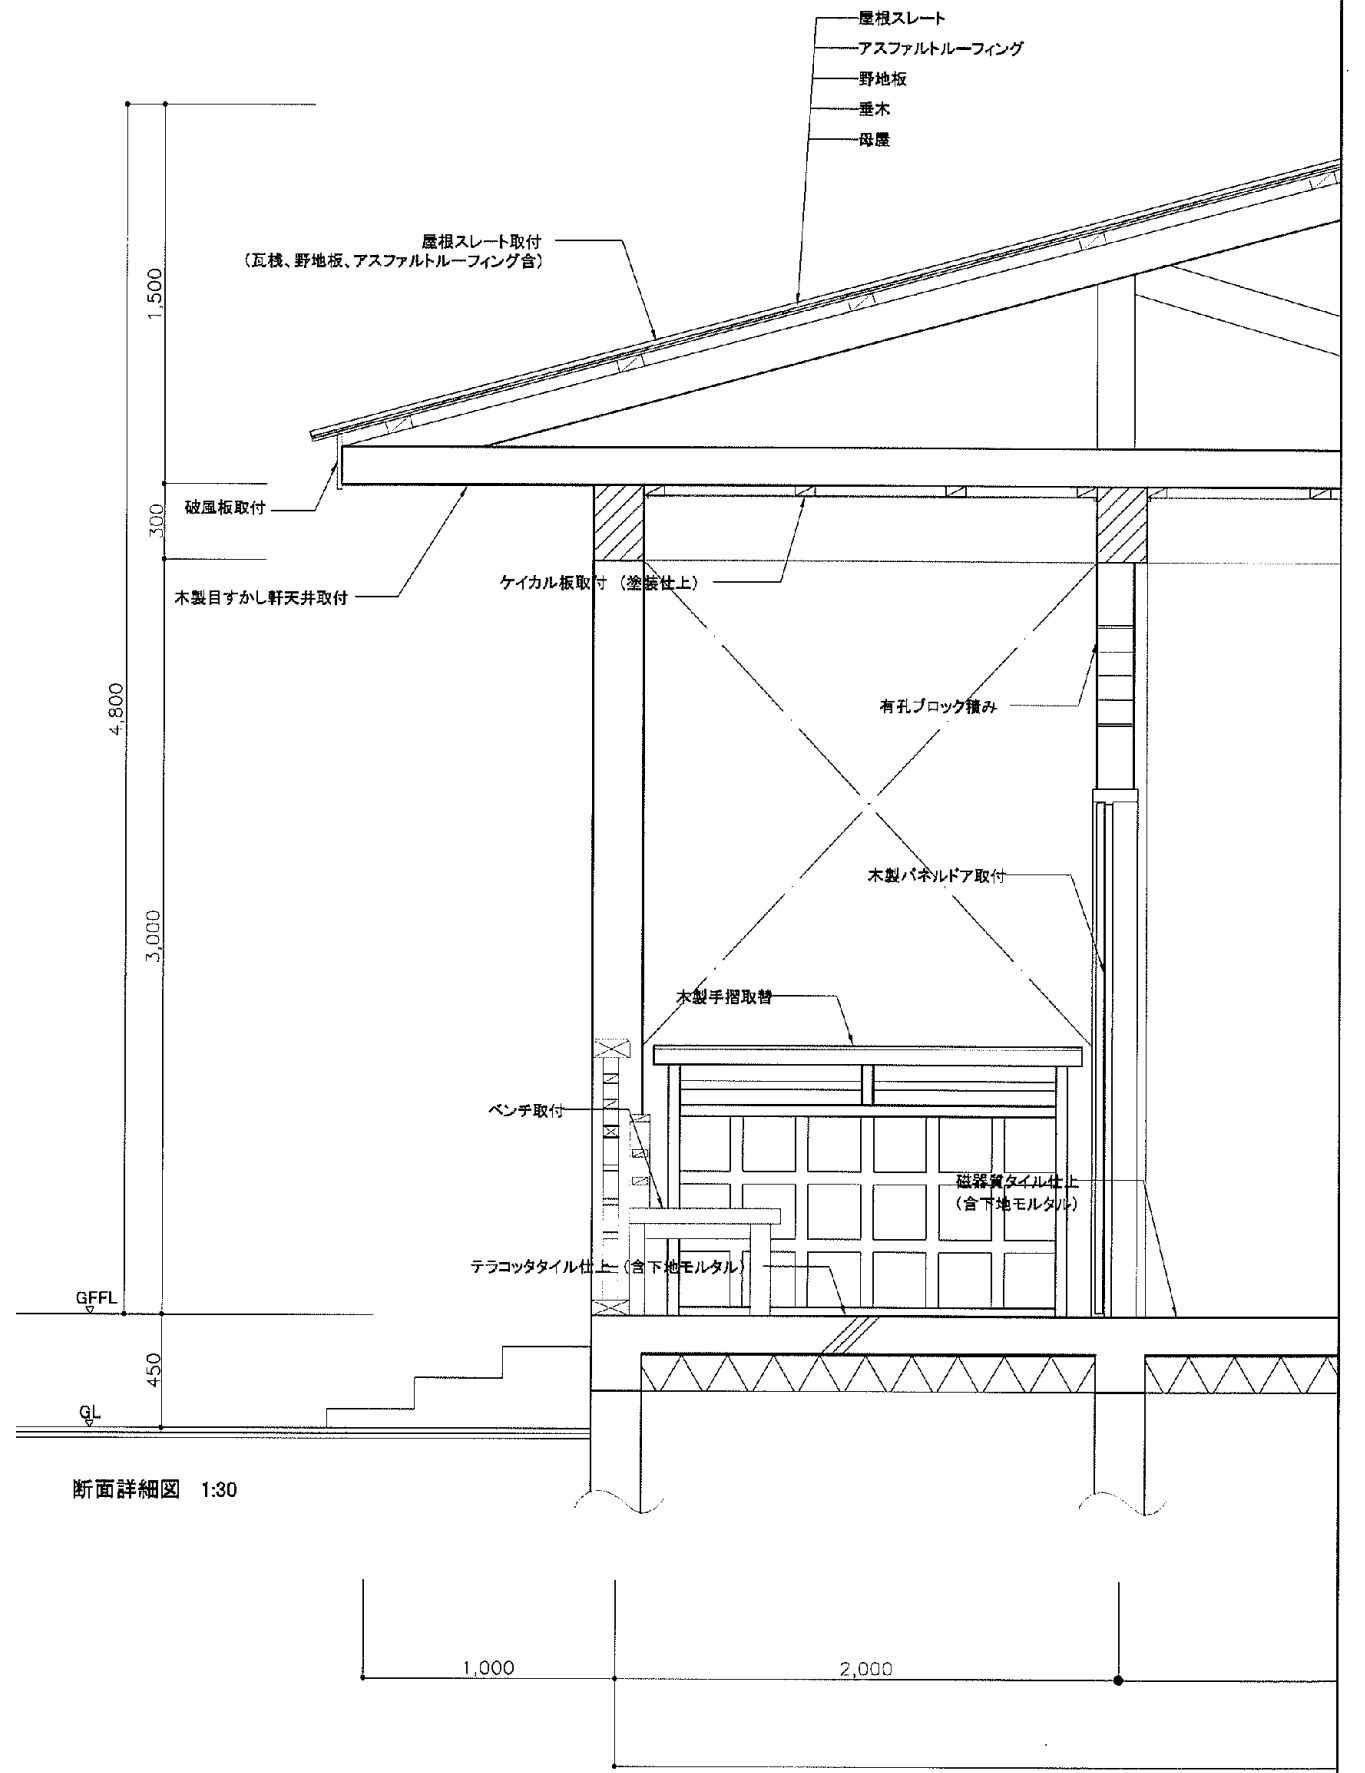 屋根スレート
アスファルトルーフィング
野地板
垂木
母屋
屋根スレート取付
（瓦桟、野地板、アスファルトルーフィング含）
1,500
破風板取付
300
ケイカル板取付 （塗装仕上）
木製目すかし軒天井取付
4,800
有孔ブロック積み
木製パネルドア取付
3,000
木製手摺取替
ベンチ取付
磁器質タイル仕上
（含下地モルタル）
テラコッタタイル仕上 （含下地モルタル）
GFFL
450
GL
断面詳細図 1:30
1,000
2,000